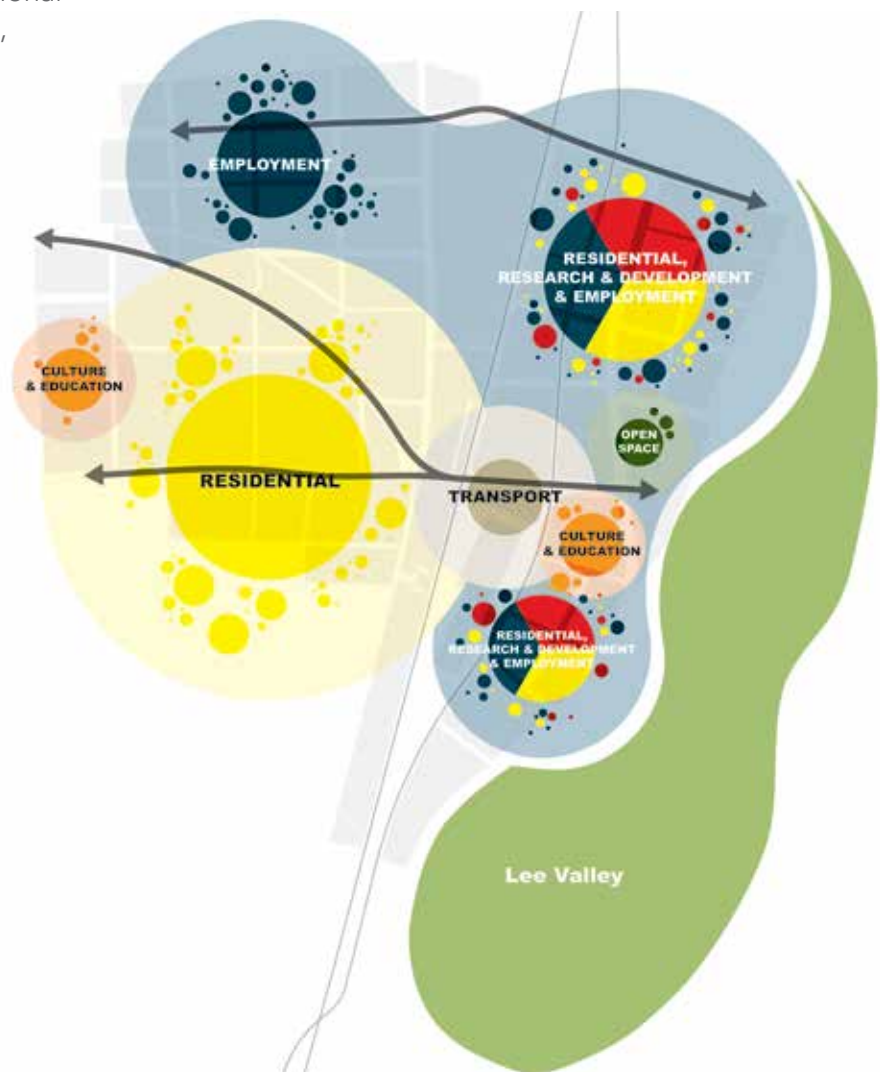 EMPLOYMENT
RESIDENTIAL,
RESEARCH & DEVELOPMENT
& EMPLOYMENT
CULTURE
& EDUCATION
OPEN
SPACE
RESIDENTIAL
TRANSPORT
CULTURE
& EDUCATION
RESIDENTIAL,
RESEARCH & DEVELOPMENT
& EMPLOYMENT
Lee Valley